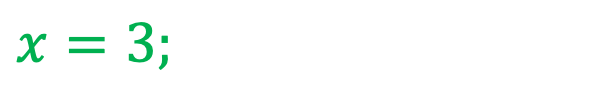 x = 3;